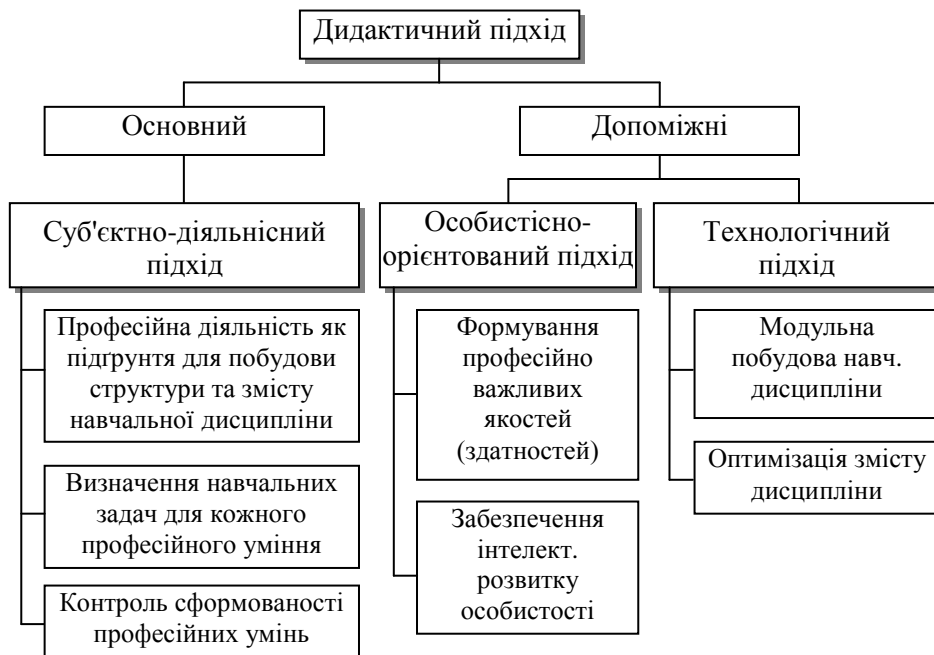 Дидактичний підхід
Основний
Допоміжні
Суб'єктно-діяльнісний
підхід
Особистісно-
орієнтований підхід
Технологічний
підхід
Професійна діяльність як
підґрунтя для побудови
структури та змісту
навчальної дисципліни
Визначення навчальних
задач для кожного
професійного уміння
Контроль сформованості
професійних умінь
Формування
професійно
важливих
якостей
(здатностей)
Забезпечення
інтелект.
розвитку
особистості
Модульна
побудова навч.
дисципліни
Оптимізація змісту
дисципліни